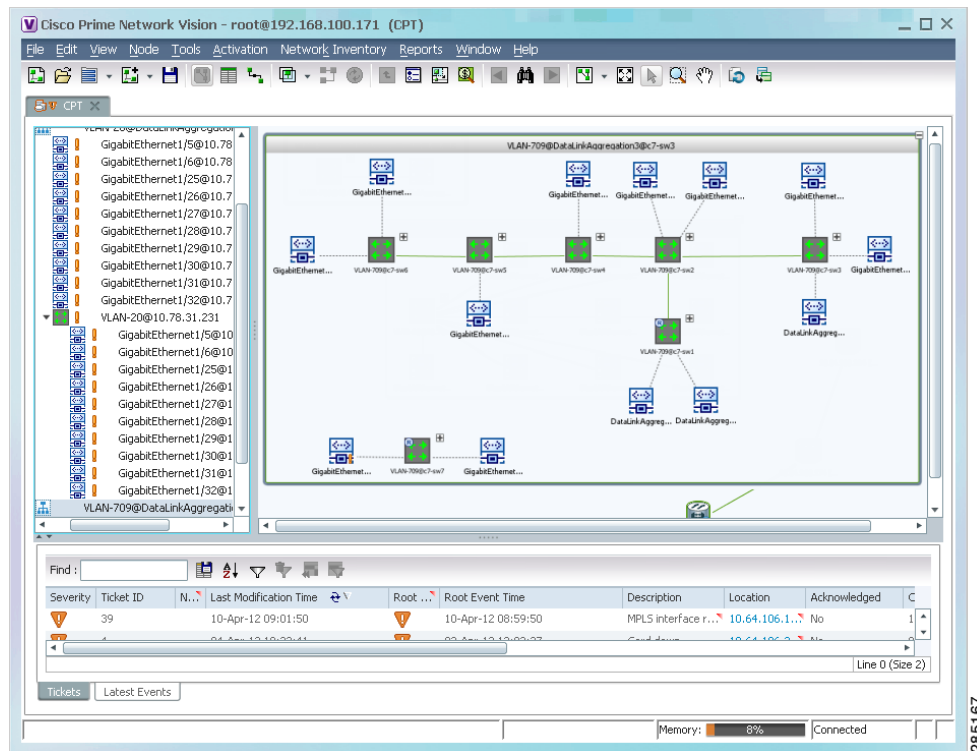 Cisco Prime Network Vision - root@192.168.100.171 (CPT)
File Edit View Node Tools Activation Network Inventory Reports Window Help
CPT
GigabitEthernet1/5@10.78
GigabitEthernet1/6@10.78
GigabitEthernet1/25@10.7
GigabitEthernet1/26@10.7
GigabitEthernet1/27@10.7
GigabitEthernet1/28@10.7
GigabitEthernet1/29@10.7
GigabitEthernet1/30@10.7
GigabitEthernet1/31@10.7
GigabitEthernet1/32@10.7
VLAN-20@10.78.31.231
GigabitEthernet1/5@10
GigabitEthernet1/6@10
GigabitEthernet1/25@1
GigabitEthernet1/26@1
GigabitEthernet1/27@1
GigabitEthernet1/28@1
GigabitEthernet1/29@1
GigabitEthernet1/30@1
GigabitEthernet1/31@1
GigabitEthernet1/32@1
VLAN-709@DataLinkAggregati
VLAN-709@DataLinkAggregation3@c7-sw3
GigabitEthernet...
GigabitEthernet... GigabitEthernet... GigabitEthernet... GigabitEthernet...
GigabitEthernet... VLAN-709@c7-sw6 VLAN-709@c7-sw5 VLAN-709@c7-sw4 VLAN-709@c7-sw2 VLAN-709@c7-sw3 GigabitEthernet...
GigabitEthernet... DataLinkAggreg...
VLAN-709@c7-sw1
DataLinkAggreg... DataLinkAggreg...
GigabitEthernet... VLAN-709@c7-sw7 GigabitEthernet...
Find :
Severity Ticket ID N... Last Modification Time Root ... Root Event Time Description Location Acknowledged C
39 10-Apr-12 09:01:50 10-Apr-12 08:59:50 MPLS interface r... 10.64.106.1... No 1
Line 0 (Size 2)
Tickets Latest Events
Memory: 8% Connected
285167